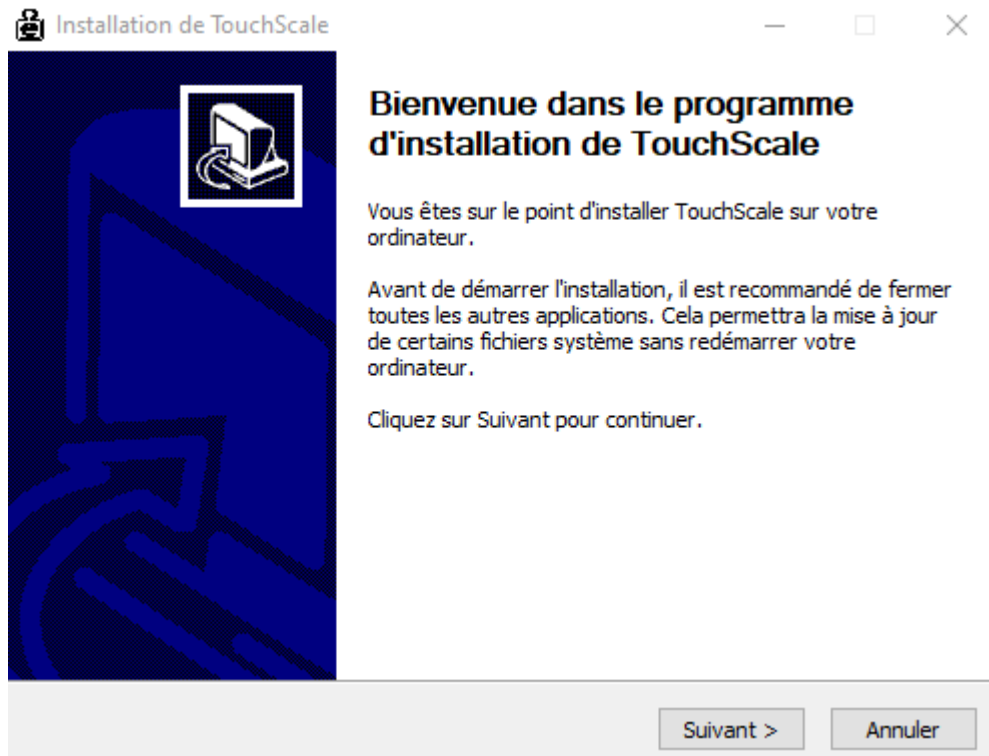 Installation de TouchScale
Bienvenue dans le programme
d'installation de TouchScale
Vous êtes sur le point d'installer TouchScale sur votre
ordinateur.
Avant de démarrer l'installation, il est recommandé de fermer
toutes les autres applications. Cela permettra la mise à jour
de certains fichiers système sans redémarrer votre
ordinateur.
Cliquez sur Suivant pour continuer.
Suivant > Annuler